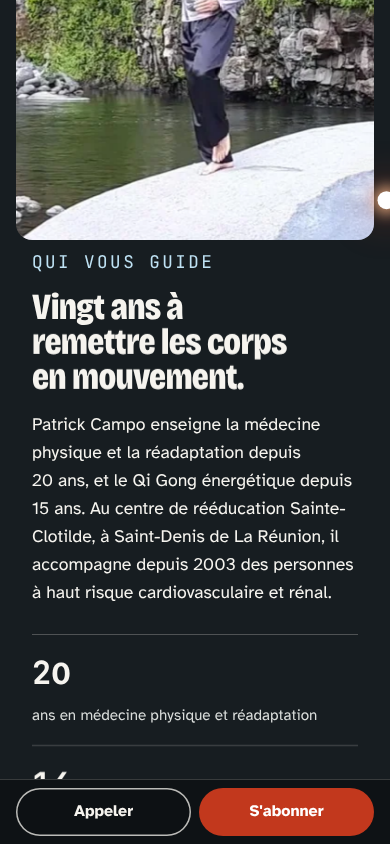 QUI VOUS GUIDE
Vingt ans à
remettre les corps
en mouvement.
Patrick Campo enseigne la médecine
physique et la réadaptation depuis
20 ans, et le Qi Gong énergétique depuis
15 ans. Au centre de rééducation Sainte-
Clotilde, à Saint-Denis de La Réunion, il
accompagne depuis 2003 des personnes
à haut risque cardiovasculaire et rénal.
20
ans en médecine physique et réadaptation
Appeler
S'abonner